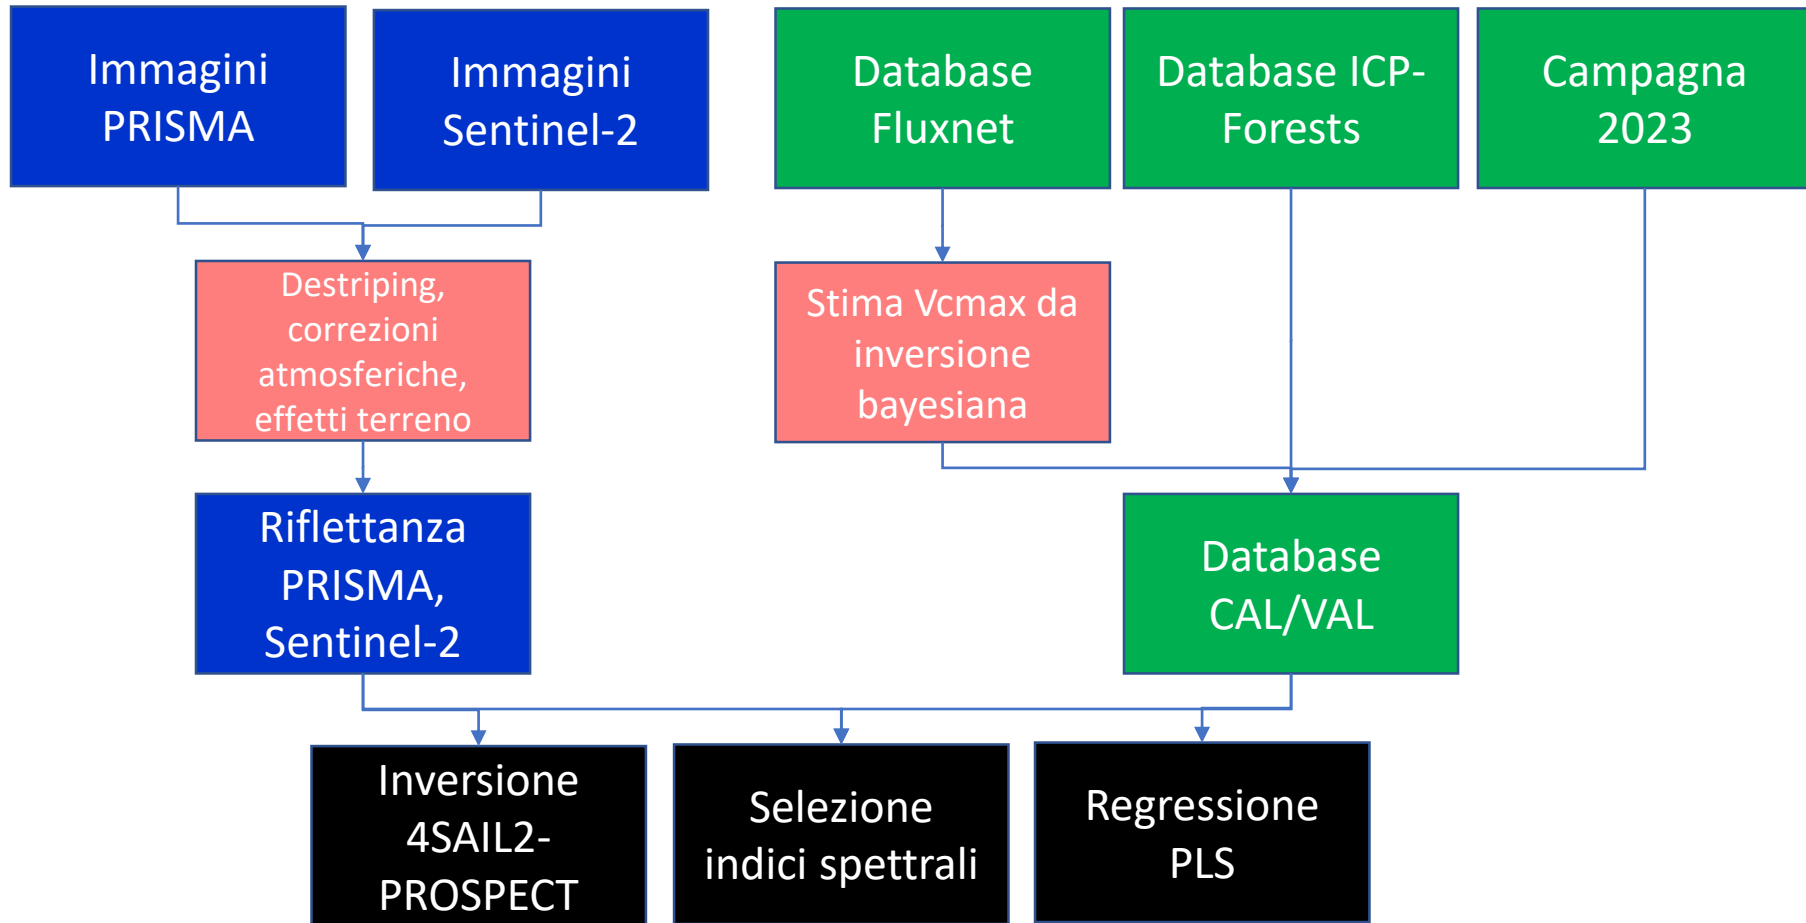 Immagini
PRISMA
Immagini
Sentinel-2
Database
Fluxnet
Database ICP-
Forests
Campagna
2023
Destriping,
correzioni
atmosferiche,
effetti terreno
Stima Vcmax da
inversione
bayesiana
Riflettanza
PRISMA,
Sentinel-2
Database
CAL/VAL
Inversione
4SAIL2-
PROSPECT
Selezione
indici spettrali
Regressione
PLS